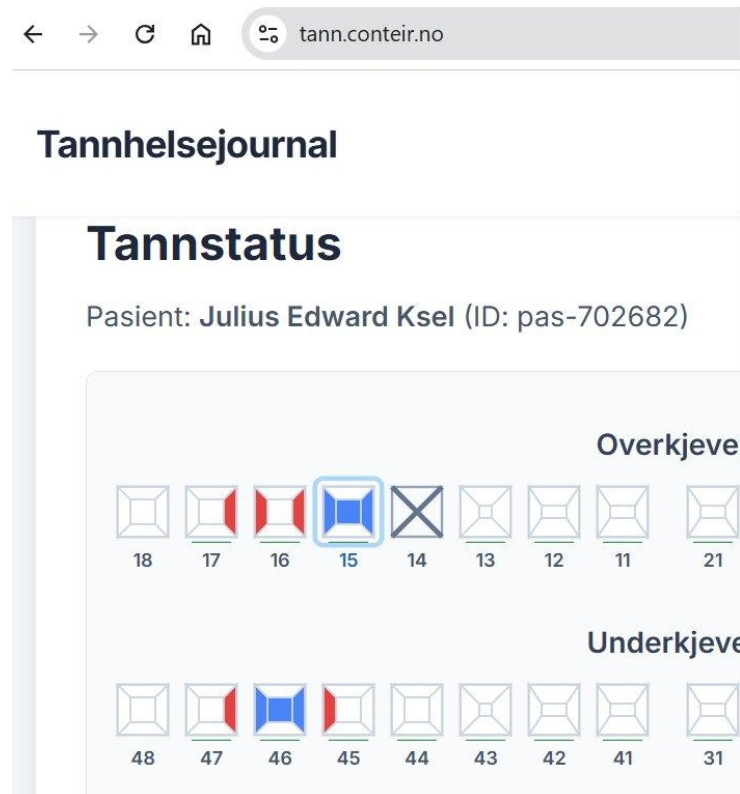 tann.conteir.no
Tannhelsejournal
Tannstatus
Pasient: Julius Edward Ksel (ID: pas-702682)
Overkjeve
18 17 16 15 14 13 12 11 21
Underkjeve
48 47 46 45 44 43 42 41 31